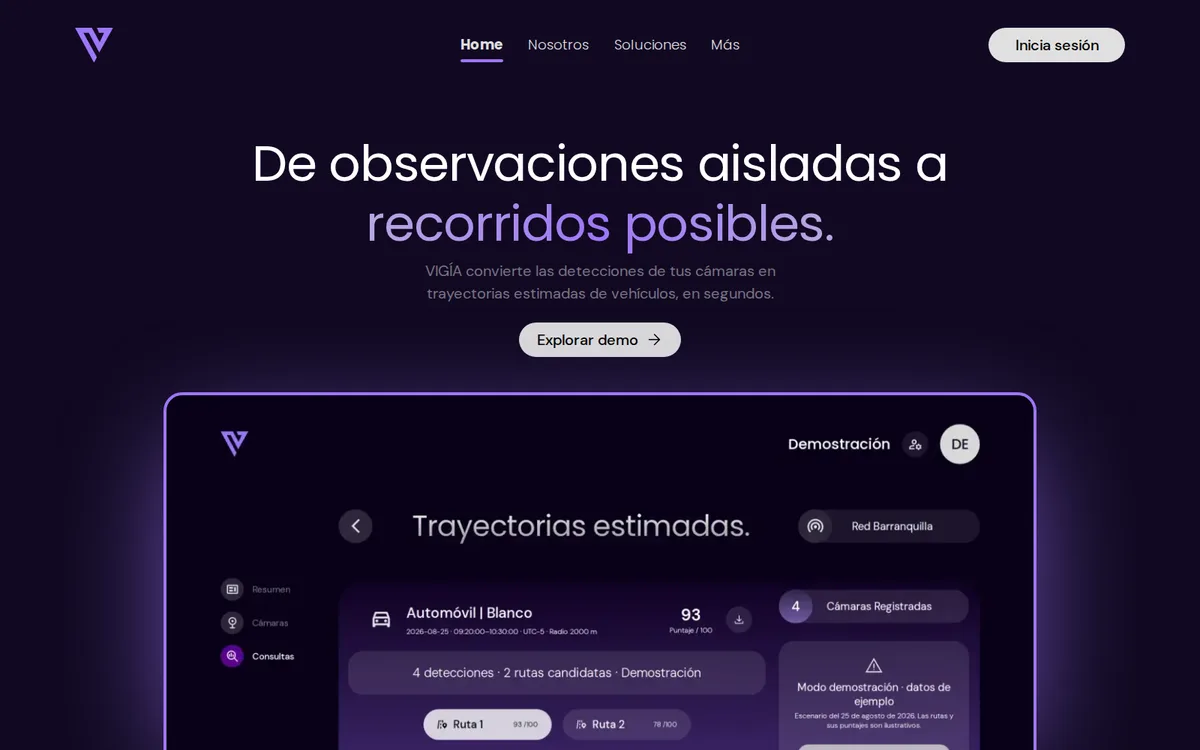 Home
Nosotros
Soluciones
Más
Inicia sesión
De observaciones aisladas a
recorridos posibles.
VIGÍA convierte las detecciones de tus cámaras en
trayectorias estimadas de vehículos, en segundos.
Explorar demo
Demostración
DE
Trayectorias estimadas.
Red Barranquilla
Resumen
Cámaras
Consultas
Automóvil | Blanco
2026-08-25 · 09:20:00–10:30:00 · UTC-5 · Radio 2000 m
93
Puntaje / 100
4 detecciones · 2 rutas candidatas · Demostración
Ruta 1
93 /100
Ruta 2
78 /100
4
Cámaras Registradas
Modo demostración · datos de
ejemplo
Escenario del 25 de agosto de 2026. Las rutas y
sus puntajes son ilustrativos.